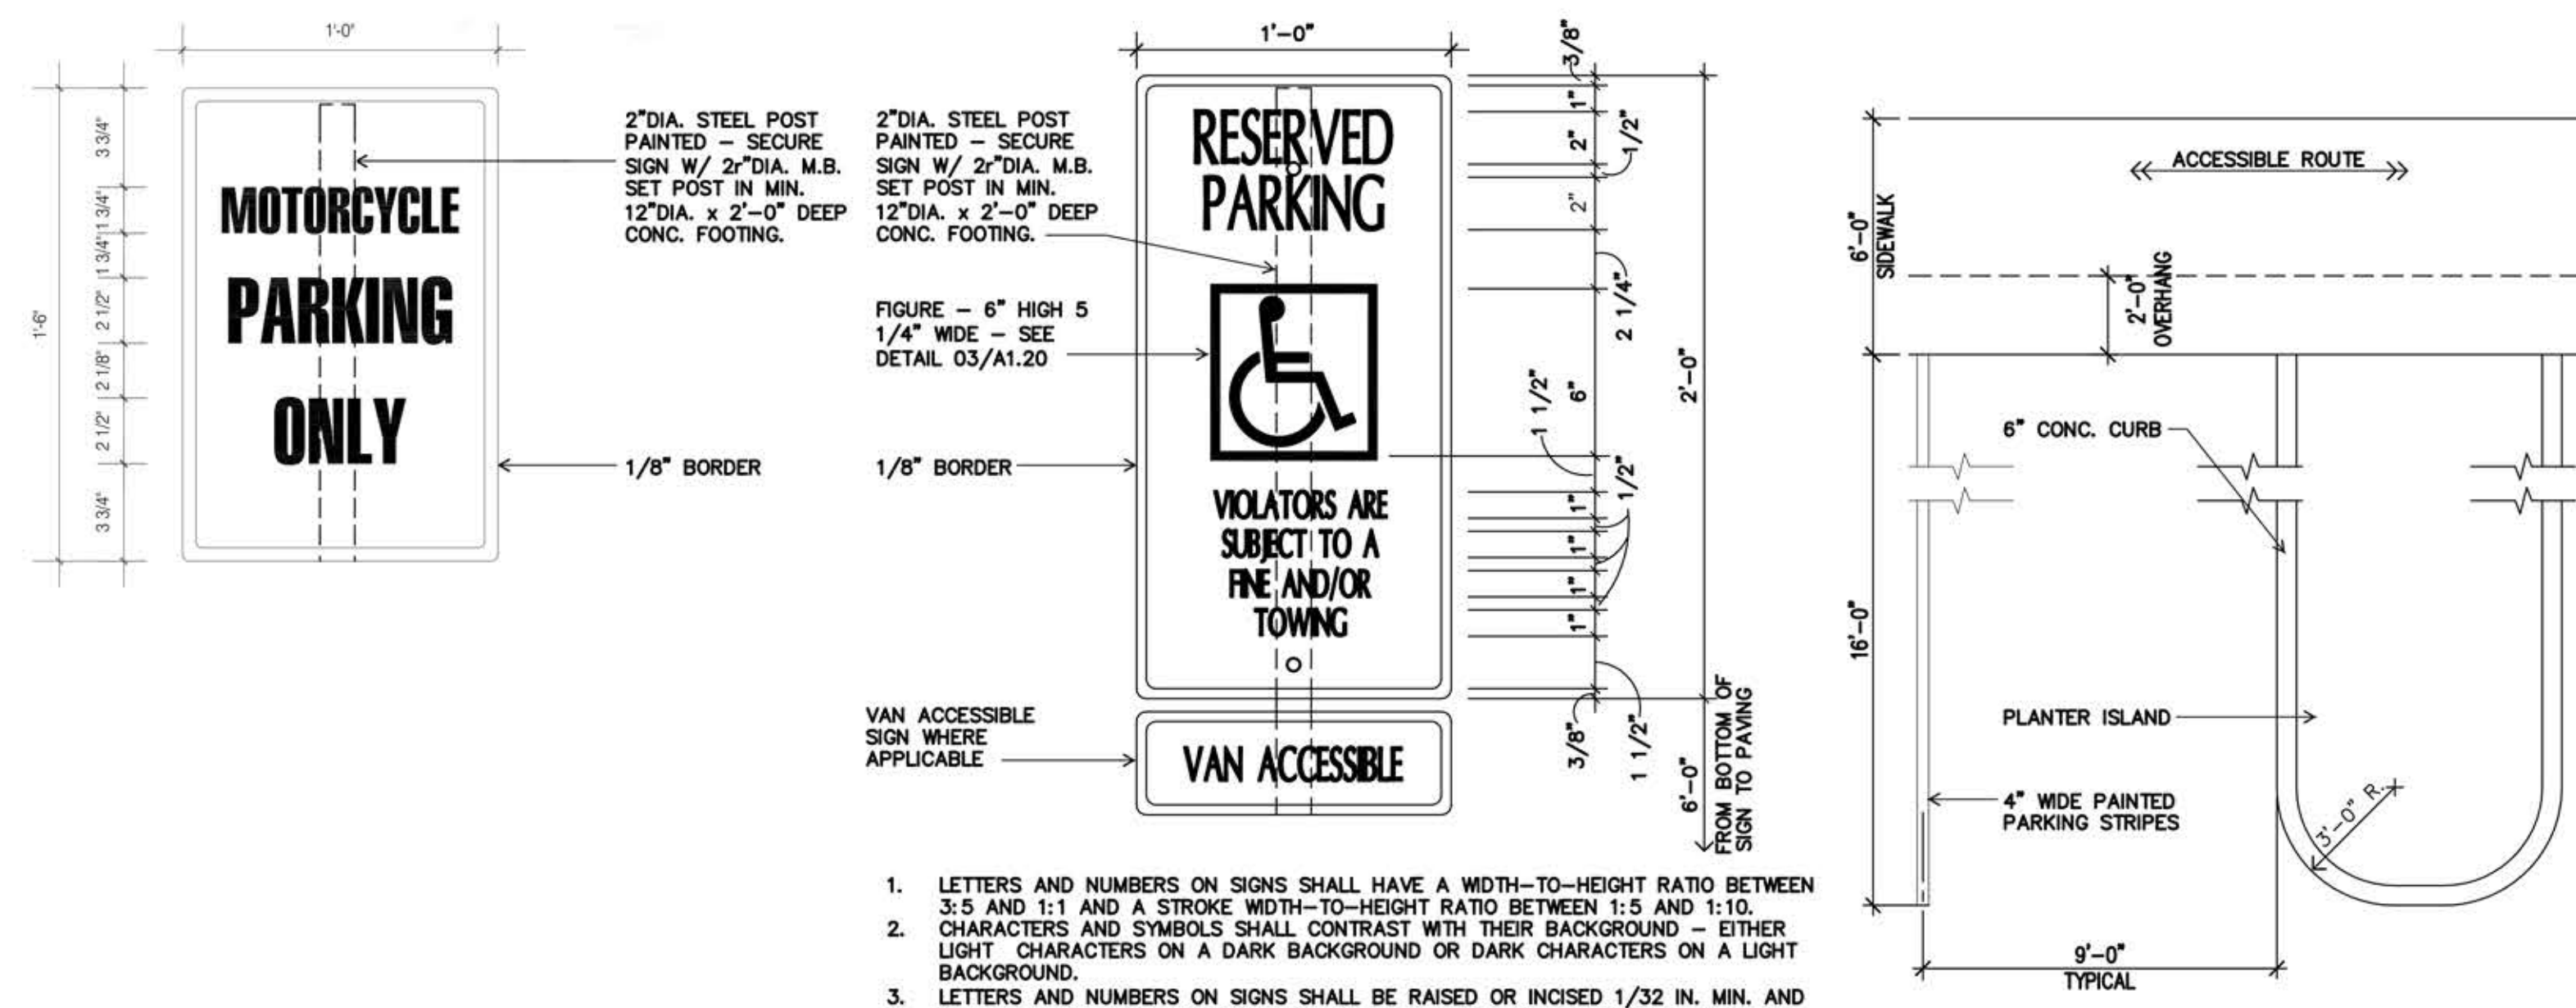 1'-0"
3 3/4"
1 3/4"
1 3/4"
2 1/2"
2 1/8"
2 1/2"
3 3/4"
1'-6"
MOTORCYCLE
PARKING
ONLY
2"DIA. STEEL POST
PAINTED – SECURE
SIGN W/ 2r"DIA. M.B.
SET POST IN MIN.
12"DIA. x 2'-0" DEEP
CONC. FOOTING.
1/8" BORDER
2"DIA. STEEL POST
PAINTED – SECURE
SIGN W/ 2r"DIA. M.B.
SET POST IN MIN.
12"DIA. x 2'-0" DEEP
CONC. FOOTING.
FIGURE – 6" HIGH 5
1/4" WIDE – SEE
DETAIL 03/A1.20
1/8" BORDER
VAN ACCESSIBLE
SIGN WHERE
APPLICABLE
1'-0"
RESERVED
PARKING
VIOLATORS ARE
SUBJECT TO A
FINE AND/OR
TOWING
VAN ACCESSIBLE
3/8"
1"
2"
1/2"
2"
2 1/4"
6"
1 1/2"
1"
1/2"
1"
1"
1"
1 1/2"
3/8"
2'-0"
6'-0"
FROM BOTTOM OF
SIGN TO PAVING
1. LETTERS AND NUMBERS ON SIGNS SHALL HAVE A WIDTH-TO-HEIGHT RATIO BETWEEN
3:5 AND 1:1 AND A STROKE WIDTH-TO-HEIGHT RATIO BETWEEN 1:5 AND 1:10.
2. CHARACTERS AND SYMBOLS SHALL CONTRAST WITH THEIR BACKGROUND – EITHER
LIGHT CHARACTERS ON A DARK BACKGROUND OR DARK CHARACTERS ON A LIGHT
BACKGROUND.
3. LETTERS AND NUMBERS ON SIGNS SHALL BE RAISED OR INCISED 1/32 IN. MIN. AND
ACCESSIBLE ROUTE
6'-0"
SIDEWALK
2'-0"
OVERHANG
6" CONC. CURB
16'-0"
PLANTER ISLAND
4" WIDE PAINTED
PARKING STRIPES
3'-0" R.
9'-0"
TYPICAL